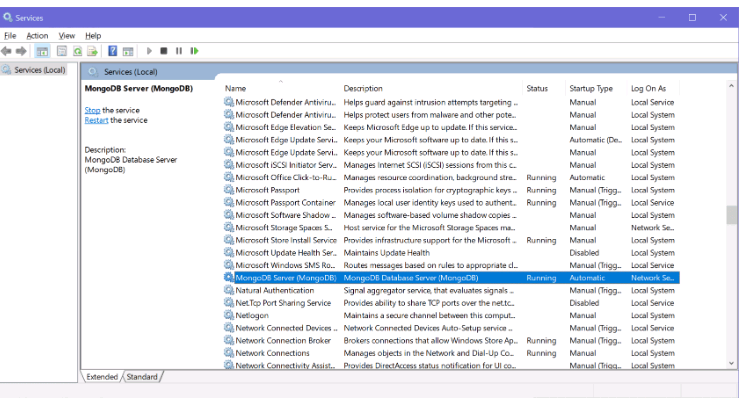 Services
File Action View Help
Services (Local)
Services (Local)
MongoDB Server (MongoDB)
Stop the service
Restart the service
Description:
MongoDB Database Server
(MongoDB)
Name Description Status Startup Type Log On As
Microsoft Defender Antiviru... Helps guard against intrusion attempts targeting ... Manual Local Service
Microsoft Defender Antiviru... Helps protect users from malware and other pote... Manual Local System
Microsoft Edge Elevation Se... Keeps Microsoft Edge up to update. If this service... Manual Local System
Microsoft Edge Update Servi... Keeps your Microsoft software up to date. If this s... Automatic (De... Local System
Microsoft Edge Update Servi... Keeps your Microsoft software up to date. If this s... Manual Local System
Microsoft iSCSI Initiator Serv... Manages Internet SCSI (iSCSI) sessions from this c... Manual Local System
Microsoft Office Click-to-Ru... Manages resource coordination, background stre... Running Automatic Local System
Microsoft Passport Provides process isolation for cryptographic keys ... Manual (Trigg... Local System
Microsoft Passport Container Manages local user identity keys used to authent... Running Manual (Trigg... Local Service
Microsoft Software Shadow ... Manages software-based volume shadow copies ... Manual Local System
Microsoft Storage Spaces S... Host service for the Microsoft Storage Spaces ma... Manual Network Se...
Microsoft Store Install Service Provides infrastructure support for the Microsoft ... Running Manual Local System
Microsoft Update Health Ser... Maintains Update Health Disabled Local System
Microsoft Windows SMS Ro... Routes messages based on rules to appropriate cl... Manual (Trigg... Local Service
MongoDB Server (MongoDB) MongoDB Database Server (MongoDB) Running Automatic Network Se...
Natural Authentication Signal aggregator service, that evaluates signals ... Manual (Trigg... Local System
Net.Tcp Port Sharing Service Provides ability to share TCP ports over the net.tc... Disabled Local Service
Netlogon Maintains a secure channel between this comput... Manual Local System
Network Connected Devices ... Network Connected Devices Auto-Setup service ... Manual (Trigg... Local Service
Network Connection Broker Brokers connections that allow Windows Store Ap... Running Manual (Trigg... Local System
Network Connections Manages objects in the Network and Dial-Up Co... Running Manual Local System
Network Connectivity Assist... Provides DirectAccess status notification for UI co... Manual (Trigg... Local System
Extended Standard